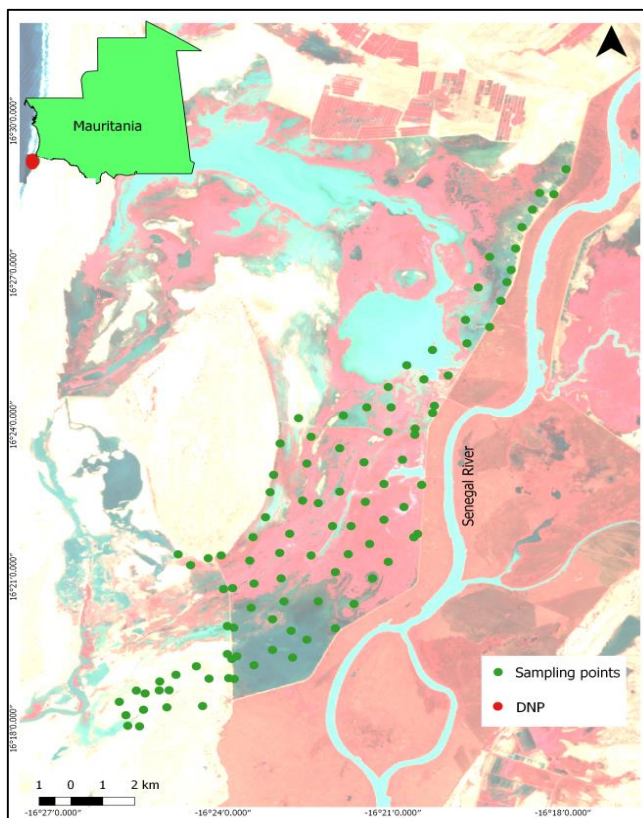 Mauritania
16°30'0.000"
16°27'0.000"
16°24'0.000"
16°21'0.000"
16°18'0.000"
Senegal River
Sampling points
DNP
1 0 1 2 km
-16°27'0.000" -16°24'0.000" -16°21'0.000" -16°18'0.000"